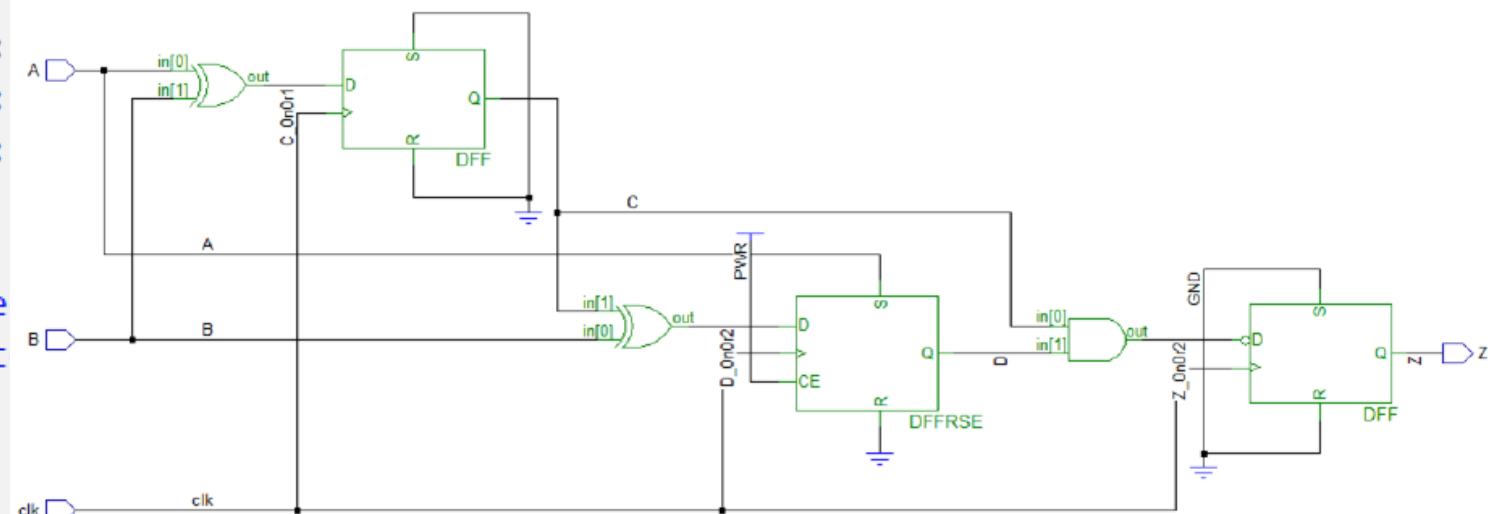 S
A
in[0]
out
in[1]
D
Q
C_0n0r1
R
DFF
C
A
PWR
GND
in[1]
out
in[0]
B
B
S
D
Q
CE
R
DFFRSE
D_0n0r2
D
in[0]
out
in[1]
S
D
Q
R
DFF
Z_0n0r2
Z
Z
clk
clk